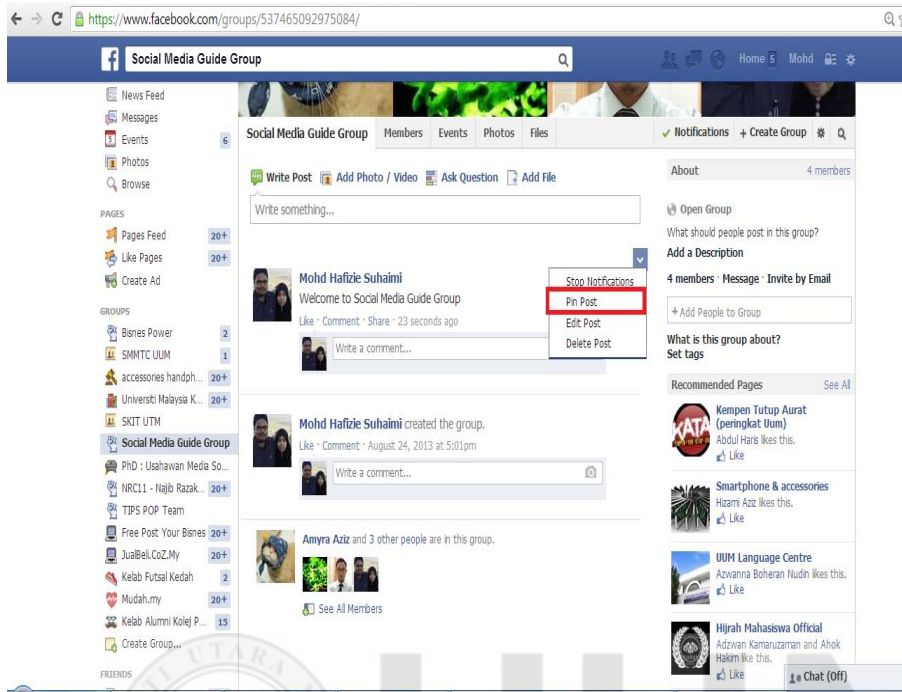 https://www.facebook.com/groups/537465092975084/
f Social Media Guide Group
Home 5 Mohd
News Feed
Messages
5 Events 6
Photos
Browse
PAGES
Pages Feed 20+
Like Pages 20+
Create Ad
GROUPS
Bisnes Power 2
SMMTC UUM 1
accessories handph... 20+
Universiti Malaysia K... 20+
SKIT UTM
Social Media Guide Group
PhD : Usahawan Media So...
NRC11 - Najib Razak... 20+
TIPS POP Team
Free Post Your Bisnes 20+
JualBeli.CoZ.My 20+
Kelab Futsal Kedah 2
Mudah.my 20+
Kelab Alumni Kolej P... 15
Create Group...
FRIENDS
Social Media Guide Group Members Events Photos Files
Notifications + Create Group
Write Post Add Photo / Video Ask Question Add File
Write something...
Mohd Hafizie Suhaimi
Welcome to Social Media Guide Group
Like · Comment · Share · 23 seconds ago
Write a comment...
Stop Notifications
Pin Post
Edit Post
Delete Post
Mohd Hafizie Suhaimi created the group.
Like · Comment · August 24, 2013 at 5:01pm
Write a comment...
Amyra Aziz and 3 other people are in this group.
See All Members
About 4 members
Open Group
What should people post in this group?
Add a Description
4 members · Message · Invite by Email
+ Add People to Group
What is this group about?
Set tags
Recommended Pages See All
KATA
Kempen Tutup Aurat
(peringkat Uum)
Abdul Haris likes this.
Like
Smartphone & accessories
Hizami Aziz likes this.
Like
UUM Language Centre
Azwanna Boheran Nudin likes this.
Like
Hijrah Mahasiswa Official
Adzwan Kamaruzaman and Ahok
Hakim like this.
Like
Chat (Off)
UTARA